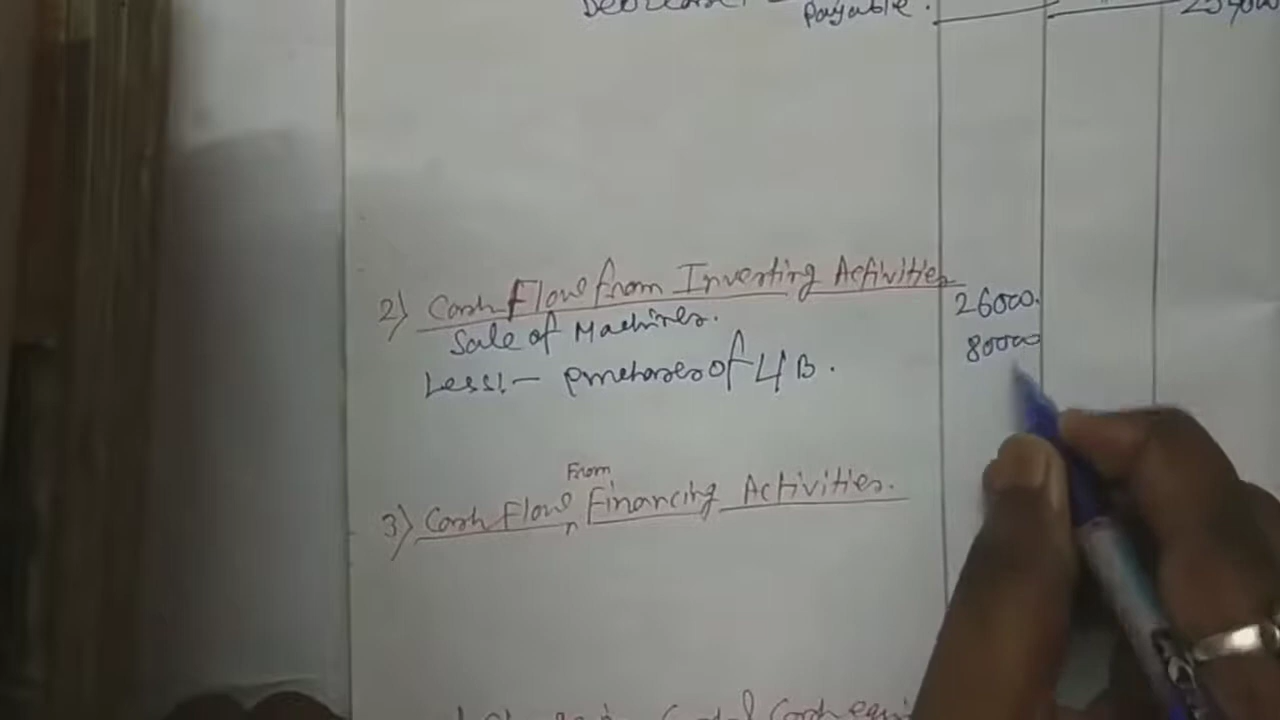 Payable.
2) Cash Flow from Investing Activities
Sale of Machines. 26000.
Less:- purchases of L&B. 80000
From
3) Cash Flow Financing Activities.